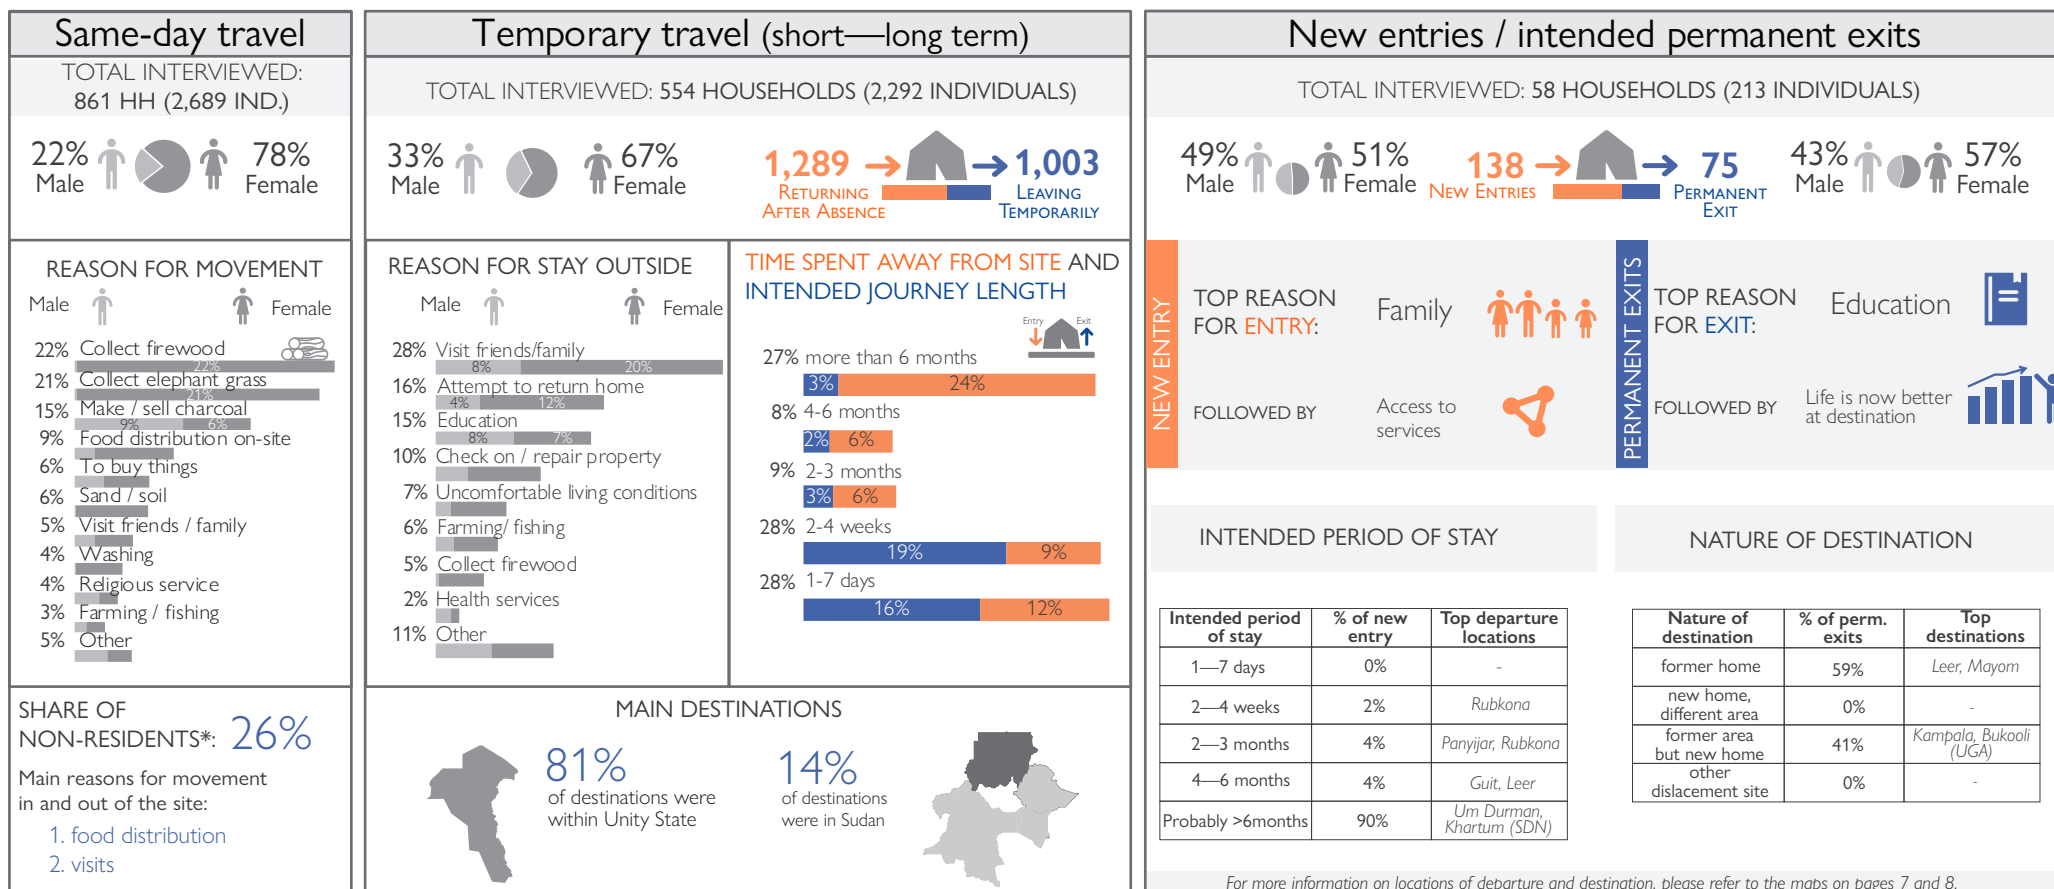 Same-day travel
TOTAL INTERVIEWED:
861 HH (2,689 IND.)
22%
Male
78%
Female
REASON FOR MOVEMENT
Male
Female
22% Collect firewood
22%
21% Collect elephant grass
21%
15% Make / sell charcoal
9% 6%
9% Food distribution on-site
6% To buy things
6% Sand / soil
5% Visit friends / family
4% Washing
4% Religious service
3% Farming / fishing
5% Other
SHARE OF
NON-RESIDENTS*: 26%
Main reasons for movement
in and out of the site:
1. food distribution
2. visits
Temporary travel (short—long term)
TOTAL INTERVIEWED: 554 HOUSEHOLDS (2,292 INDIVIDUALS)
33%
Male
67%
Female
1,289
RETURNING
AFTER ABSENCE
1,003
LEAVING
TEMPORARILY
REASON FOR STAY OUTSIDE
Male
Female
28% Visit friends/family
8% 20%
16% Attempt to return home
4% 12%
15% Education
8% 7%
10% Check on / repair property
7% Uncomfortable living conditions
6% Farming/ fishing
5% Collect firewood
2% Health services
11% Other
TIME SPENT AWAY FROM SITE AND
INTENDED JOURNEY LENGTH
Entry Exit
27% more than 6 months
3% 24%
8% 4-6 months
2% 6%
9% 2-3 months
3% 6%
28% 2-4 weeks
19% 9%
28% 1-7 days
16% 12%
MAIN DESTINATIONS
81%
of destinations were
within Unity State
14%
of destinations
were in Sudan
New entries / intended permanent exits
TOTAL INTERVIEWED: 58 HOUSEHOLDS (213 INDIVIDUALS)
49%
Male
51%
Female
138
NEW ENTRIES
75
PERMANENT
EXIT
43%
Male
57%
Female
NEW ENTRY
TOP REASON
FOR ENTRY:
Family
FOLLOWED BY
Access to
services
PERMANENT EXITS
TOP REASON
FOR EXIT:
Education
FOLLOWED BY
Life is now better
at destination
INTENDED PERIOD OF STAY
Intended period of stay | % of new entry | Top departure locations
1—7 days 0% -
2—4 weeks 2% Rubkona
2—3 months 4% Panyijar, Rubkona
4—6 months 4% Guit, Leer
Probably >6months 90% Um Durman, Khartum (SDN)
NATURE OF DESTINATION
Nature of destination | % of perm. exits | Top destinations
former home 59% Leer, Mayom
new home, different area 0% -
former area but new home 41% Kampala, Bukooli (UGA)
other dislacement site 0% -
For more information on locations of departure and destination, please refer to the maps on pages 7 and 8.